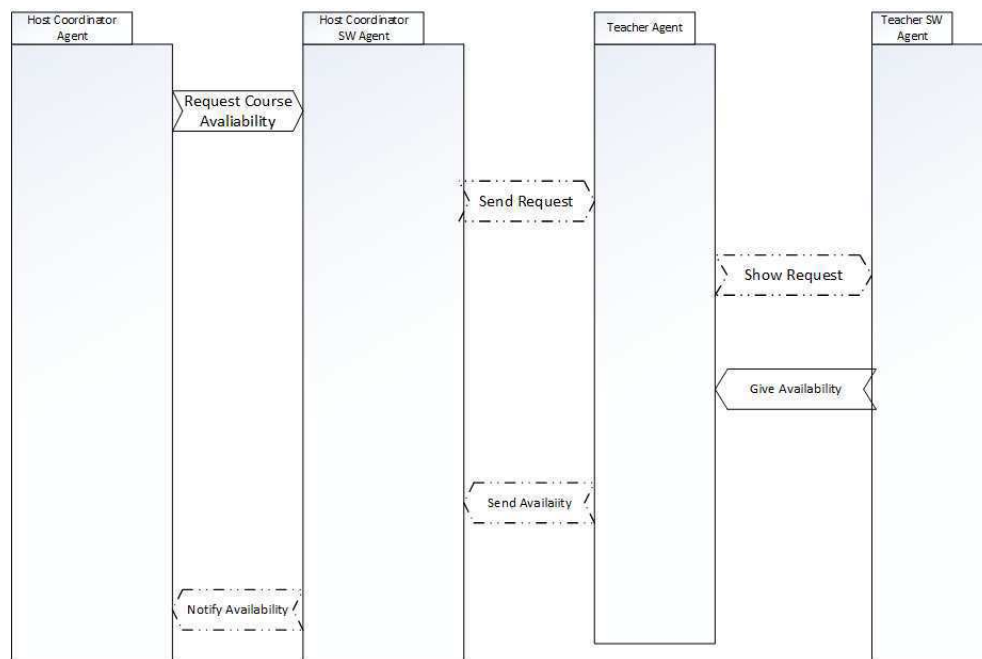 Host Coordinator
Agent
Host Coordinator
SW Agent
Teacher Agent
Teacher SW
Agent
Request Course
Avaliability
Send Request
Show Request
Give Availability
Send Availaiity
Notify Availability